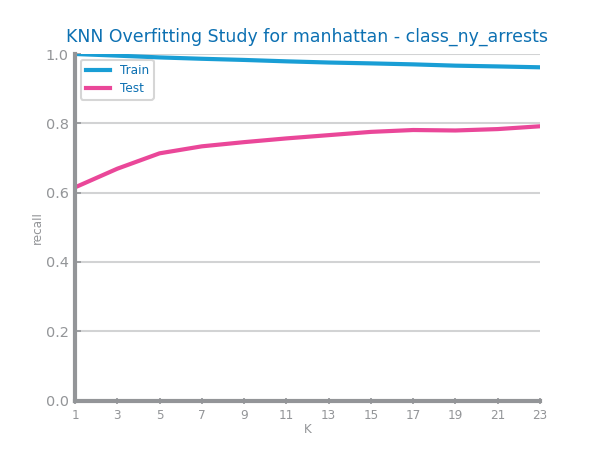 KNN Overfitting Study for manhattan - class_ny_arrests
1.0
Train
Test
0.8
0.6
recall
0.4
0.2
0.0
1 3 5 7 9 11 13 15 17 19 21 23
K